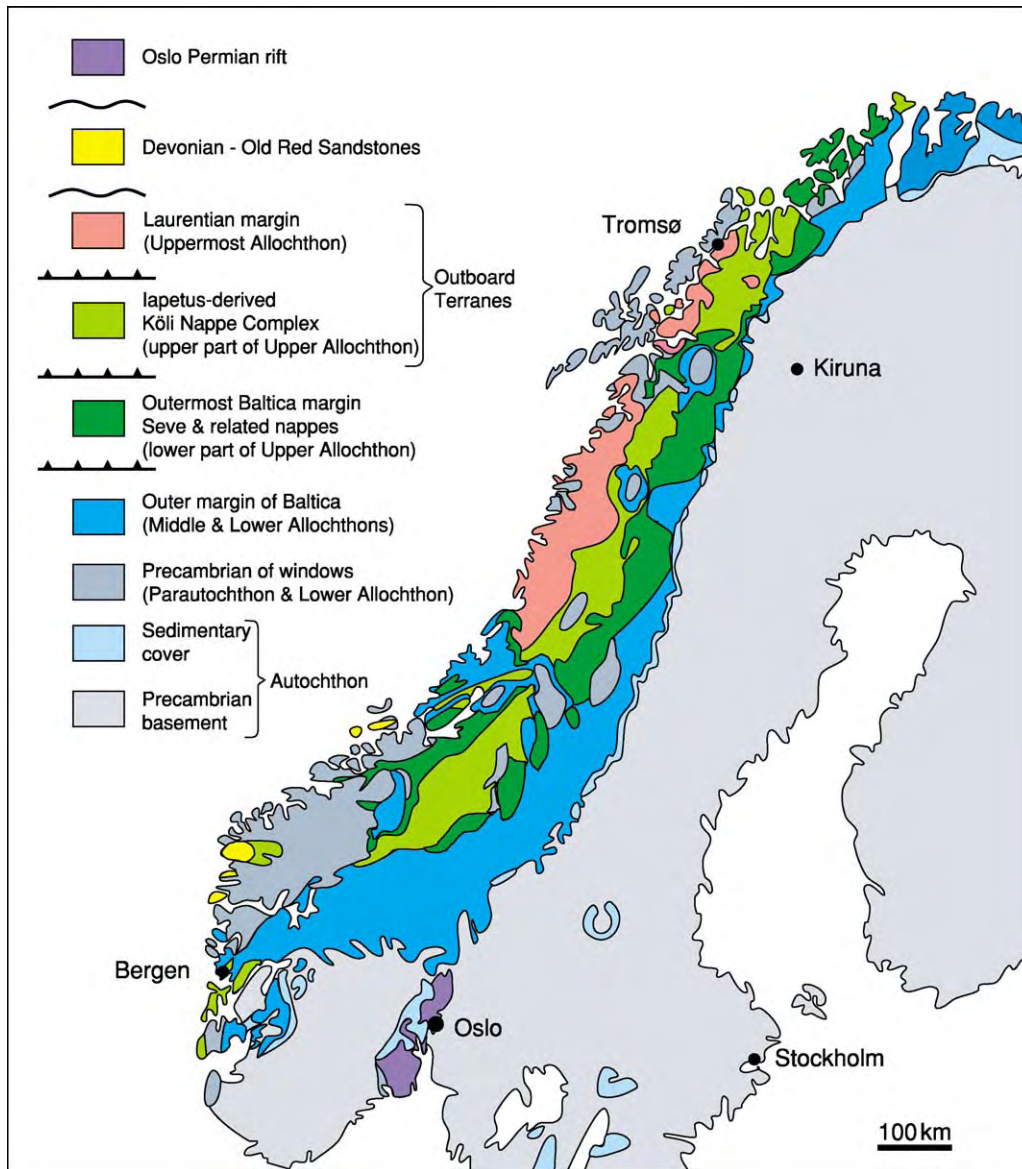 Oslo Permian rift
Devonian - Old Red Sandstones
Laurentian margin
(Uppermost Allochthon)
Iapetus-derived
Köli Nappe Complex
(upper part of Upper Allochthon)
Outboard
Terranes
Outermost Baltica margin
Seve & related nappes
(lower part of Upper Allochthon)
Outer margin of Baltica
(Middle & Lower Allochthons)
Precambrian of windows
(Parautochthon & Lower Allochthon)
Sedimentary
cover
Precambrian
basement
Autochthon
Tromsø
Kiruna
Bergen
Oslo
Stockholm
100 km